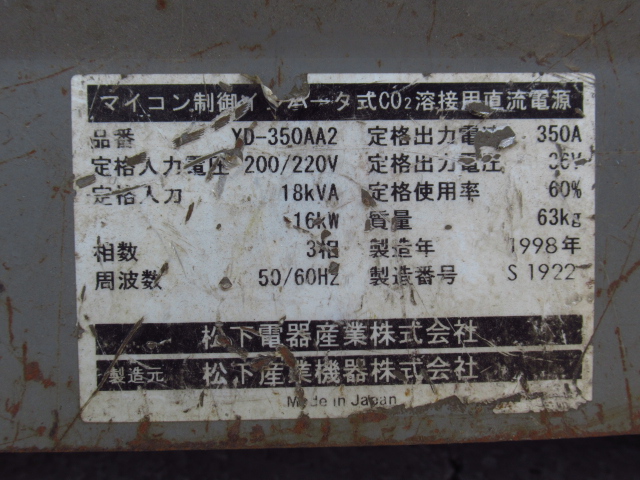 マイコン制御インバータ式CO₂溶接用直流電源
品番 YD-350AA2 定格出力電流 350A
定格入力電圧 200/220V 定格出力電圧 36V
定格入力 18kVA 定格使用率 60%
16kW 質量 63kg
相数 3相 製造年 1998年
周波数 50/60Hz 製造番号 S1922
松下電器産業株式会社
製造元 松下産業機器株式会社
Made in Japan